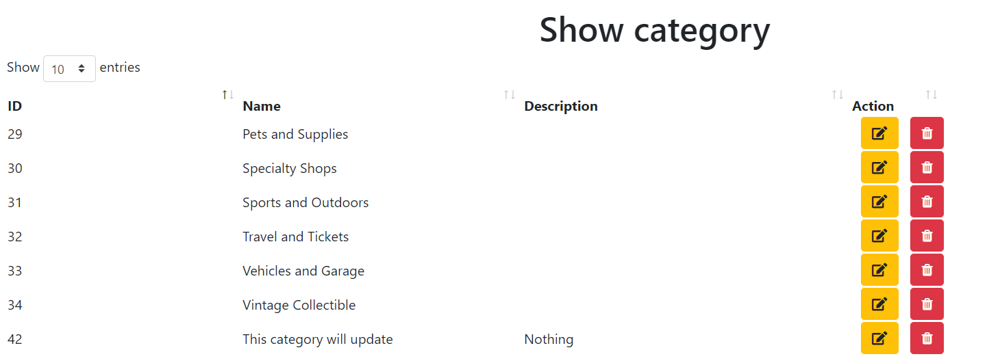 Show category
Show 10 entries
ID Name Description Action
29 Pets and Supplies
30 Specialty Shops
31 Sports and Outdoors
32 Travel and Tickets
33 Vehicles and Garage
34 Vintage Collectible
42 This category will update Nothing